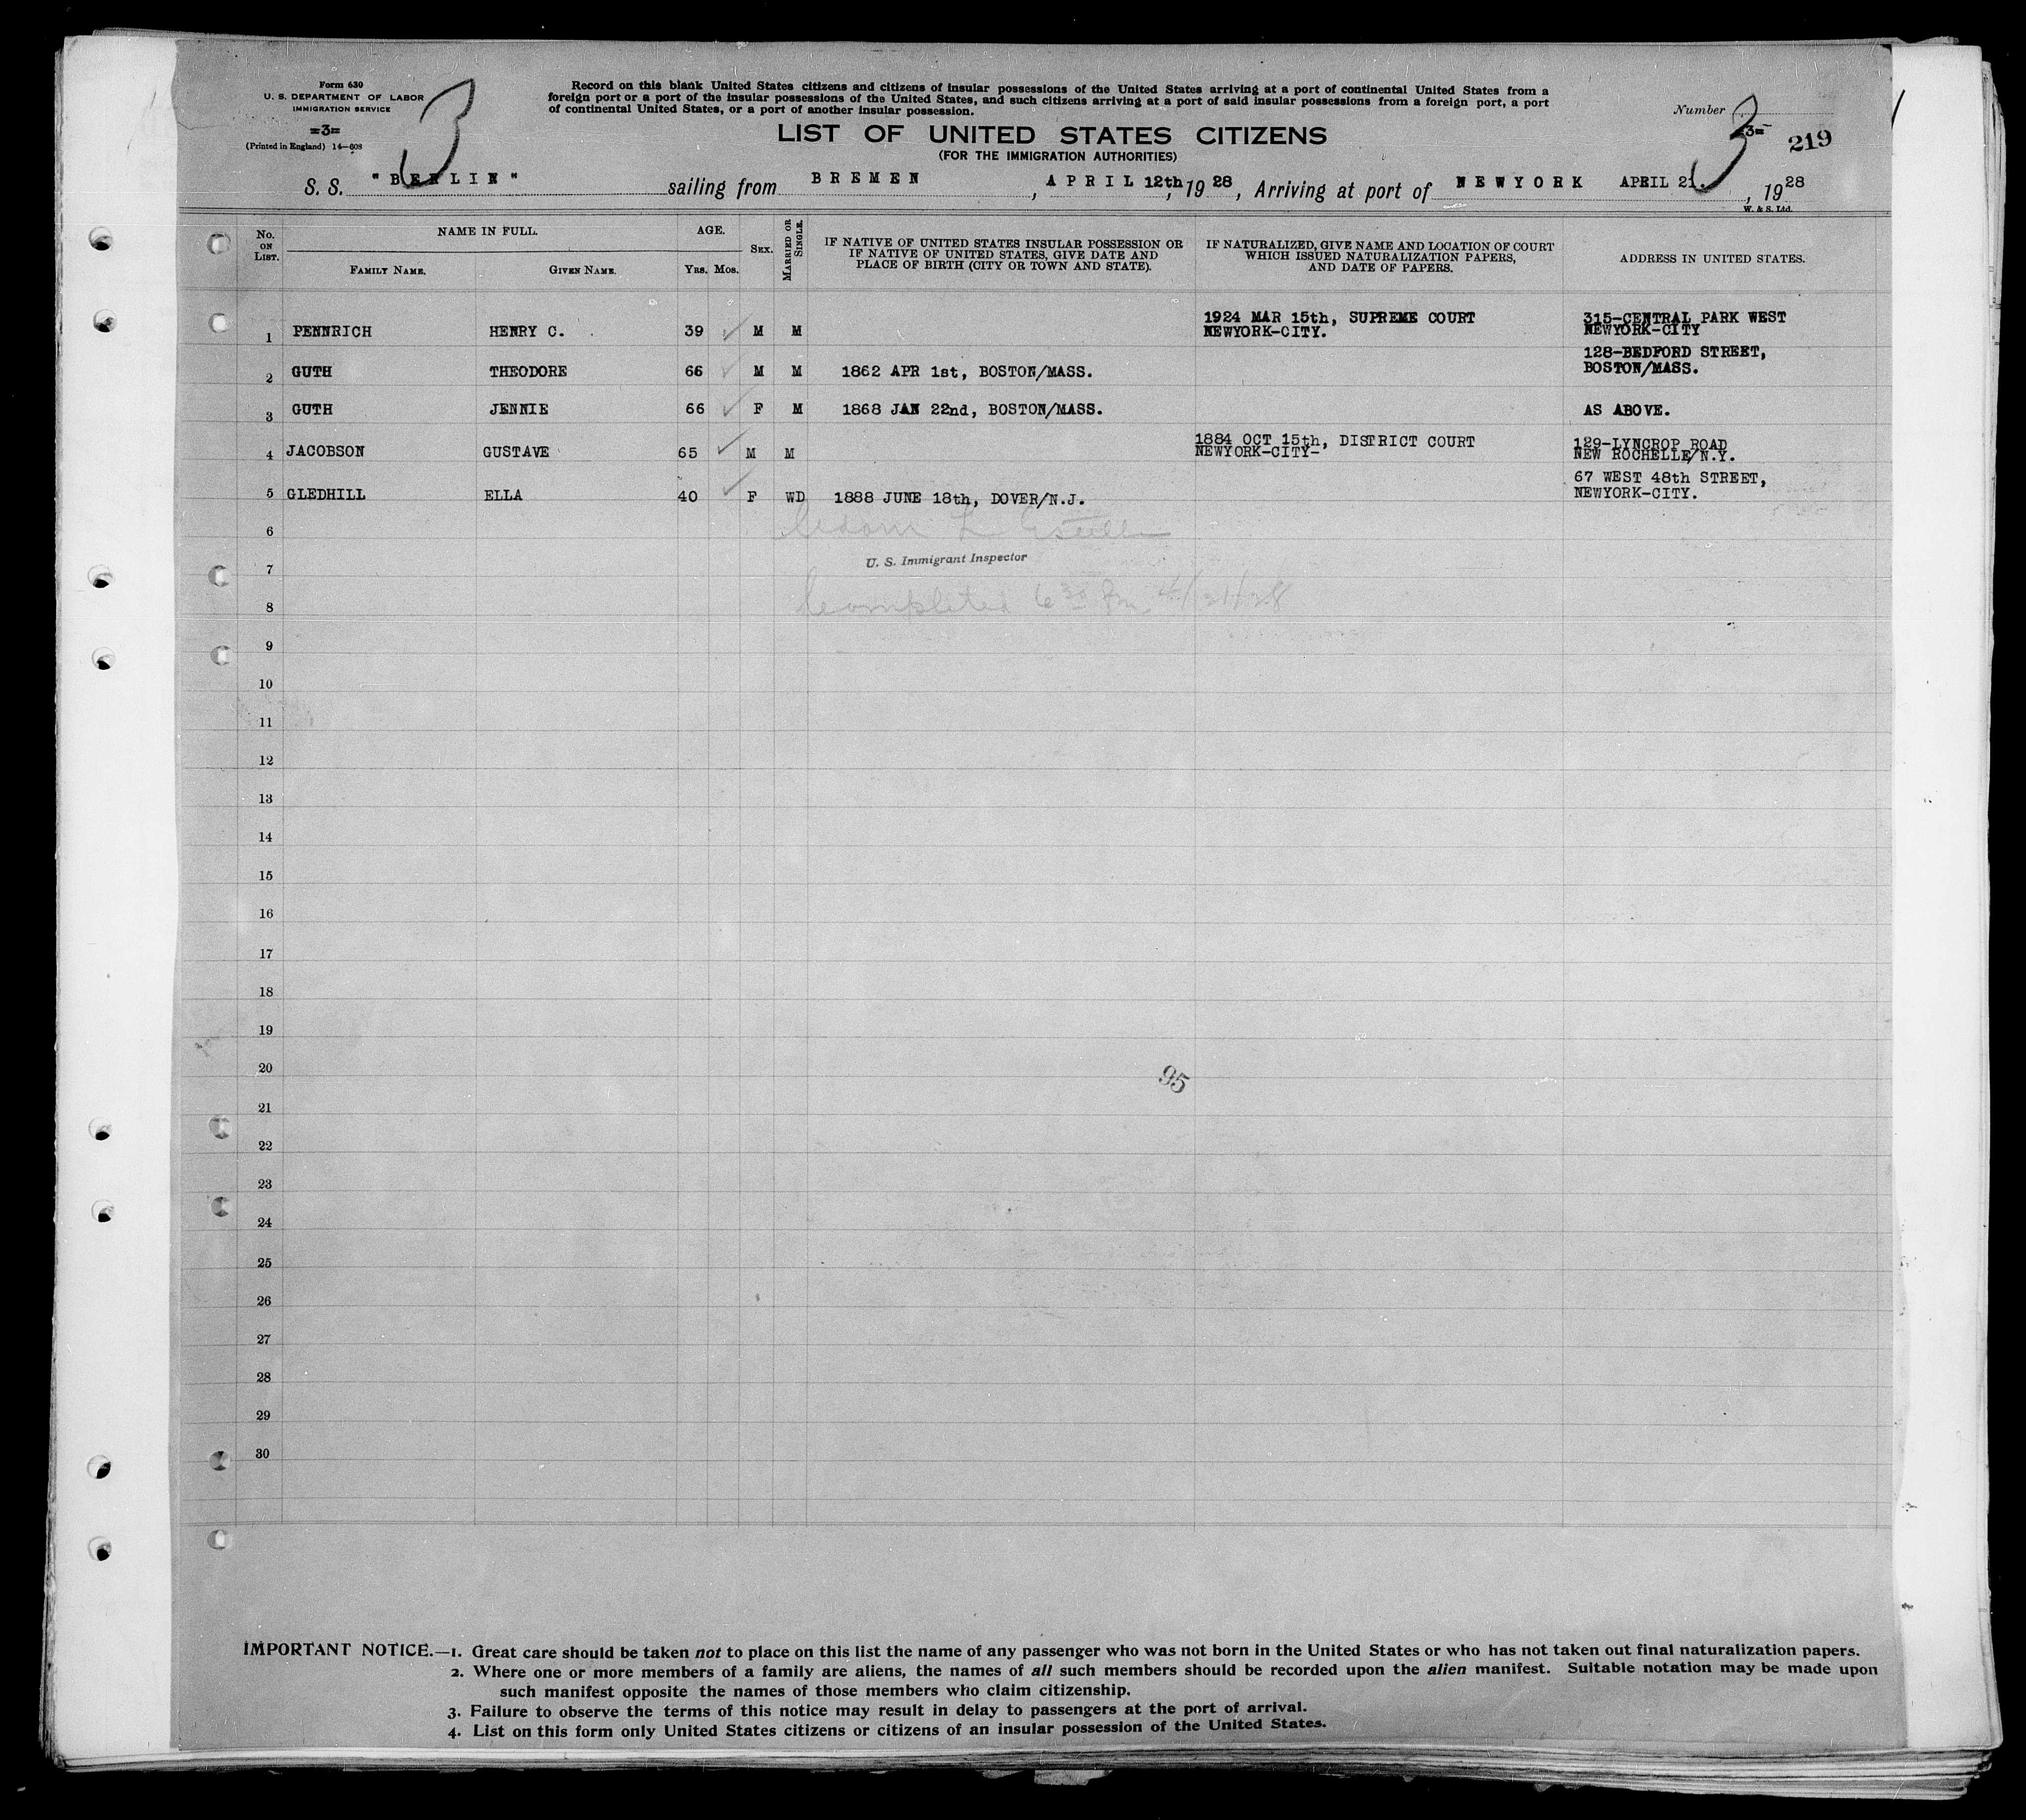 Form 630
U. S. DEPARTMENT OF LABOR
IMMIGRATION SERVICE
=3=
(Printed in England) 14—608
3
Record on this blank United States citizens and citizens of insular possessions of the United States arriving at a port of continental United States from a
foreign port or a port of the insular possessions of the United States, and such citizens arriving at a port of said insular possessions from a foreign port, a port
of continental United States, or a port of another insular possession.
LIST OF UNITED STATES CITIZENS
(FOR THE IMMIGRATION AUTHORITIES)
Number 3
=3=
219
S. S. "BERLIN" sailing from BREMEN, APRIL 12th, 1928, Arriving at port of NEWYORK APRIL 21., 1928
W. & S. Ltd.
No. ON LIST. NAME IN FULL. AGE. SEX. MARRIED OR SINGLE. IF NATIVE OF UNITED STATES INSULAR POSSESSION OR IF NATIVE OF UNITED STATES, GIVE DATE AND PLACE OF BIRTH (CITY OR TOWN AND STATE). IF NATURALIZED, GIVE NAME AND LOCATION OF COURT WHICH ISSUED NATURALIZATION PAPERS, AND DATE OF PAPERS. ADDRESS IN UNITED STATES.
FAMILY NAME. GIVEN NAME. Yrs. Mos.
1 PENNRICH HENRY C. 39 M M 1924 MAR 15th, SUPREME COURT NEWYORK-CITY. 315-CENTRAL PARK WEST NEWYORK-CITY
2 GUTH THEODORE 66 M M 1862 APR 1st, BOSTON/MASS. 128-BEDFORD STREET, BOSTON/MASS.
3 GUTH JENNIE 66 F M 1868 JAN 22nd, BOSTON/MASS. AS ABOVE.
4 JACOBSON GUSTAVE 65 M M 1884 OCT 15th, DISTRICT COURT NEWYORK-CITY- 129-LYNCROP ROAD NEW ROCHELLE/N.Y.
5 GLEDHILL ELLA 40 F WD 1888 JUNE 18th, DOVER/N.J. 67 WEST 48th STREET, NEWYORK-CITY.
6
U. S. Immigrant Inspector
7
8 Completed 6 30 pm 4/21/28
9
10
11
12
13
14
15
16
17
18
19
20
95
21
22
23
24
25
26
27
28
29
30
IMPORTANT NOTICE.—1. Great care should be taken not to place on this list the name of any passenger who was not born in the United States or who has not taken out final naturalization papers.
2. Where one or more members of a family are aliens, the names of all such members should be recorded upon the alien manifest. Suitable notation may be made upon
such manifest opposite the names of those members who claim citizenship.
3. Failure to observe the terms of this notice may result in delay to passengers at the port of arrival.
4. List on this form only United States citizens or citizens of an insular possession of the United States.